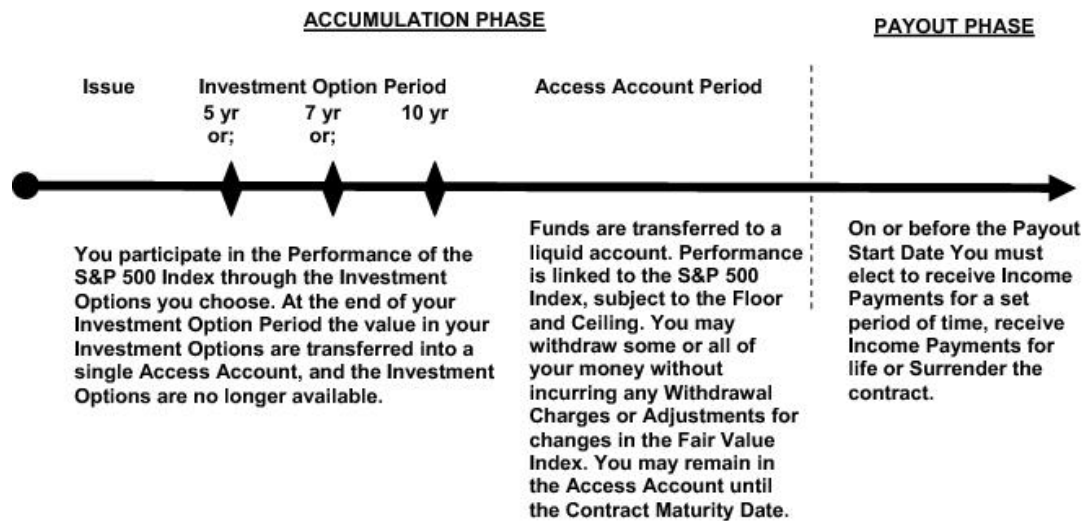 ACCUMULATION PHASE
PAYOUT PHASE
Issue
Investment Option Period
5 yr
or;
7 yr
or;
10 yr
Access Account Period
You participate in the Performance of the
S&P 500 Index through the Investment
Options you choose. At the end of your
Investment Option Period the value in your
Investment Options are transferred into a
single Access Account, and the Investment
Options are no longer available.
Funds are transferred to a
liquid account. Performance
is linked to the S&P 500
Index, subject to the Floor
and Ceiling. You may
withdraw some or all of
your money without
incurring any Withdrawal
Charges or Adjustments for
changes in the Fair Value
Index. You may remain in
the Access Account until
the Contract Maturity Date.
On or before the Payout
Start Date You must
elect to receive Income
Payments for a set
period of time, receive
Income Payments for
life or Surrender the
contract.